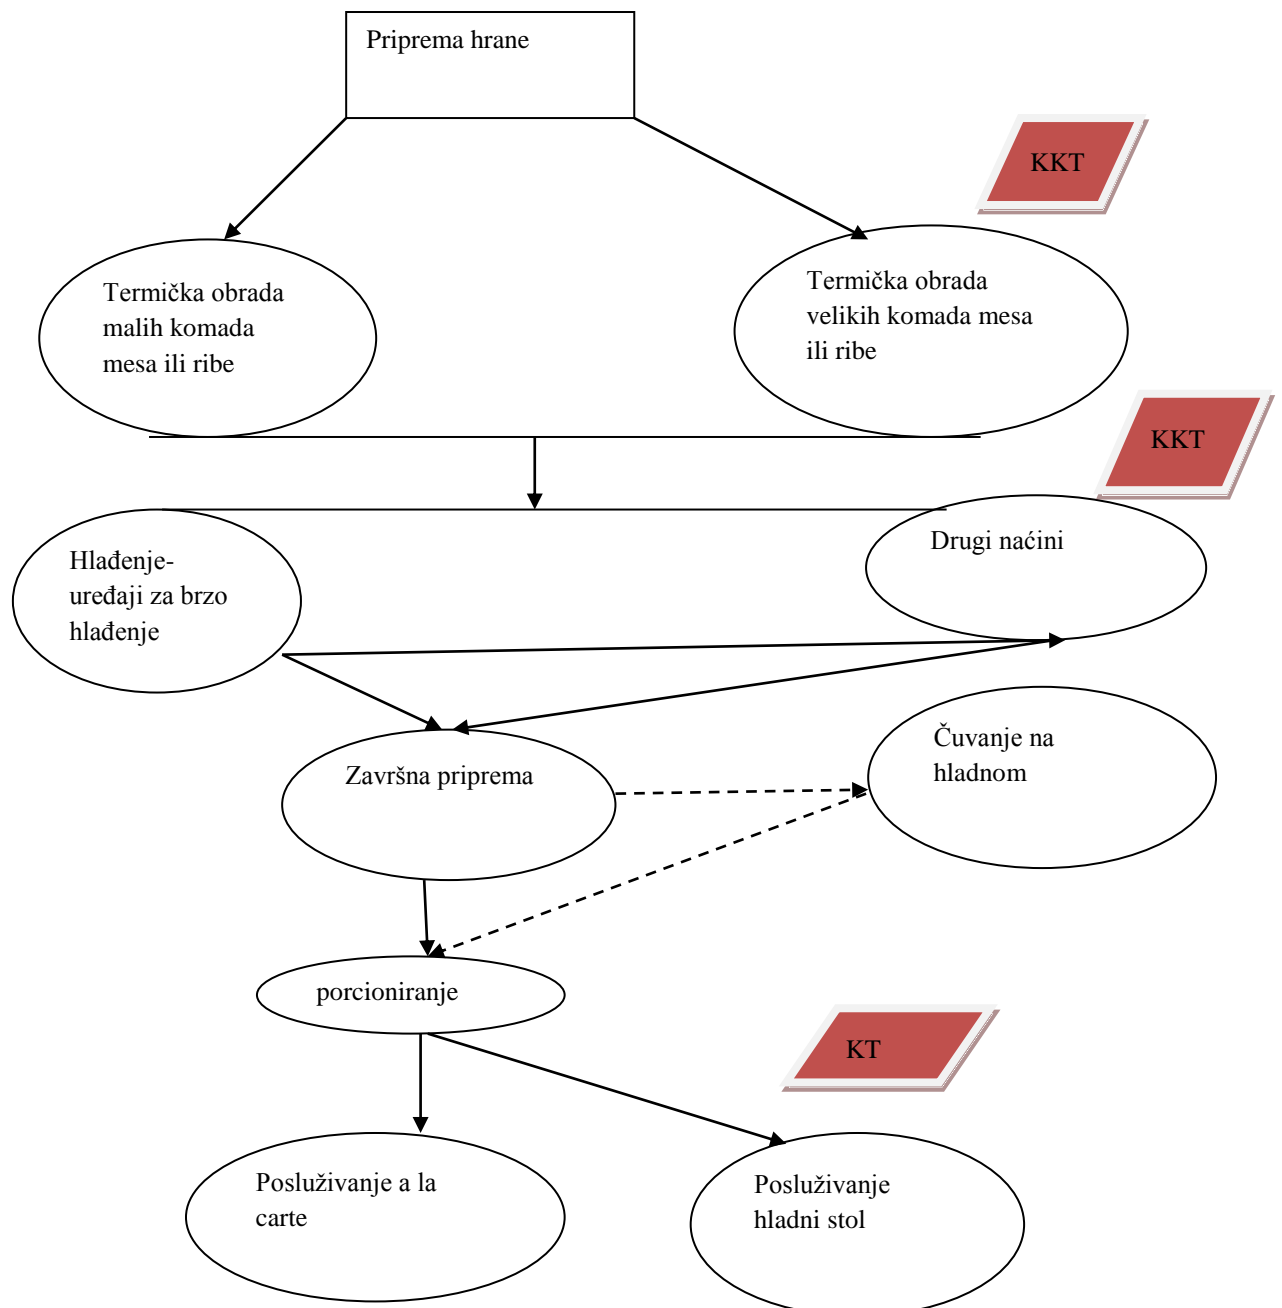 Priprema hrane
KKT
Termička obrada
malih komada
mesa ili ribe
Termička obrada
velikih komada mesa
ili ribe
KKT
Hlađenje-
uređaji za brzo
hlađenje
Drugi naćini
Završna priprema
Čuvanje na
hladnom
porcioniranje
KT
Posluživanje a la
carte
Posluživanje
hladni stol